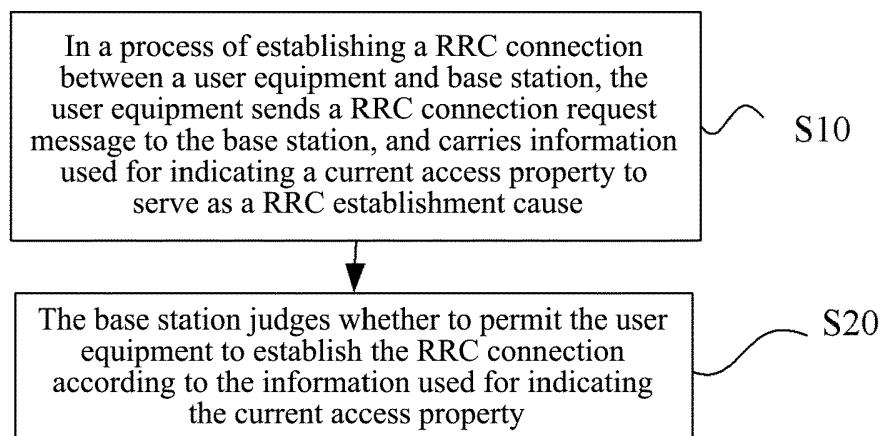 In a process of establishing a RRC connection
between a user equipment and base station, the
user equipment sends a RRC connection request
message to the base station, and carries information
used for indicating a current access property to
serve as a RRC establishment cause
S10
The base station judges whether to permit the user
equipment to establish the RRC connection
according to the information used for indicating
the current access property
S20